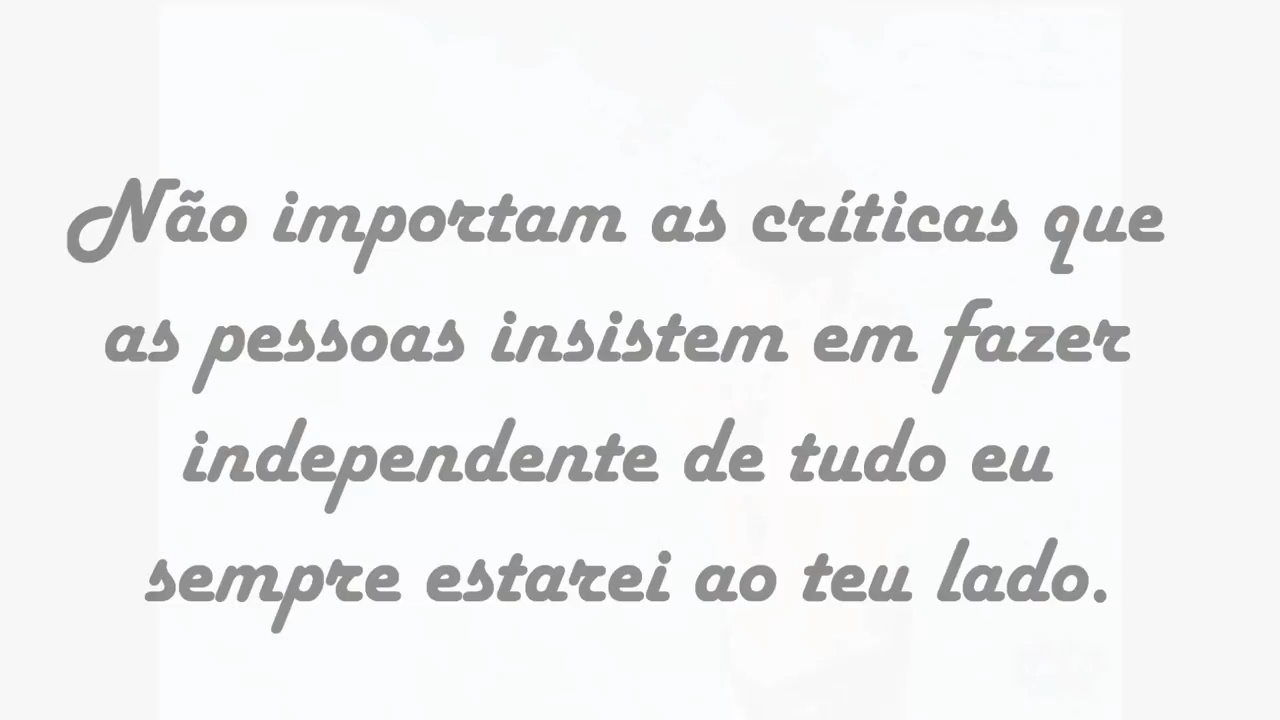 Não importam as críticas que
as pessoas insistem em fazer
independente de tudo eu
sempre estarei ao teu lado.